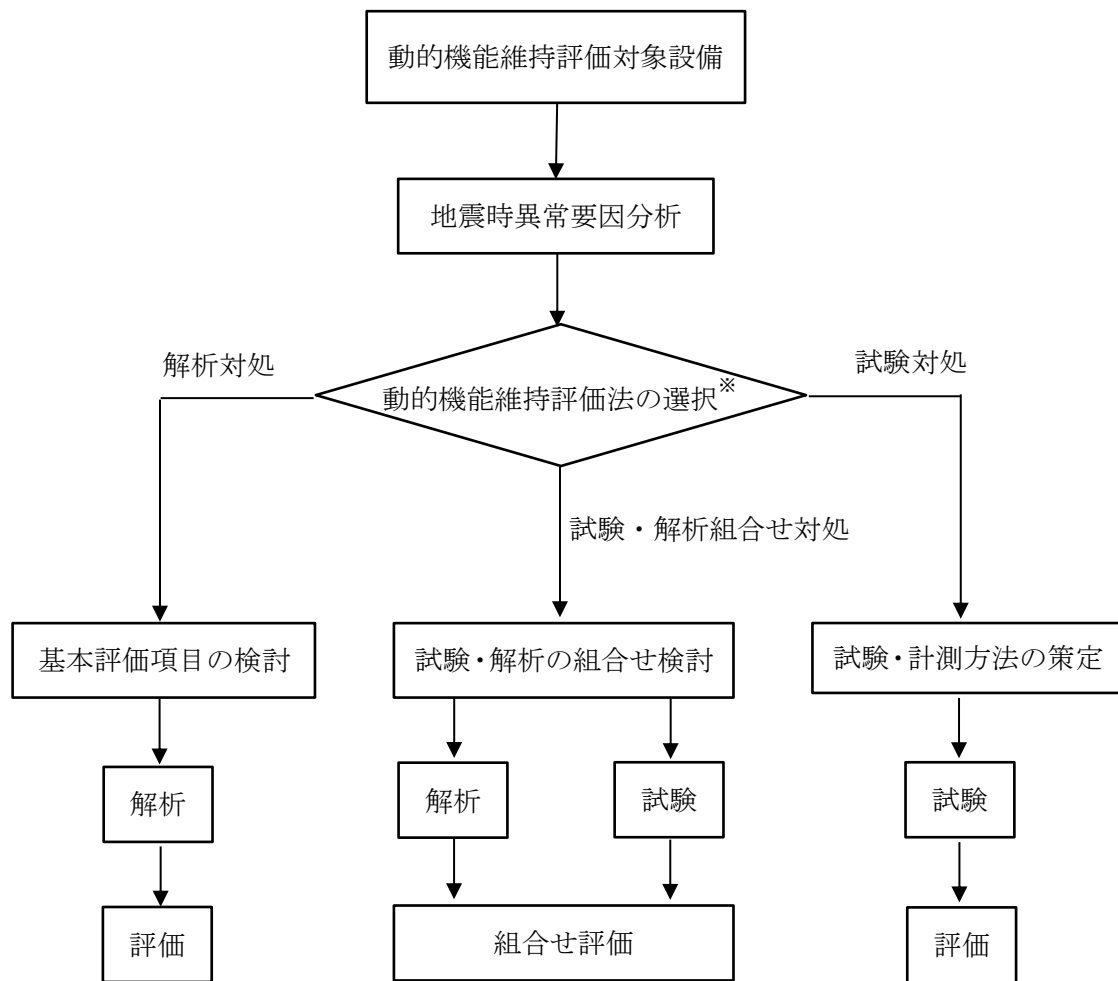 動的機能維持評価対象設備
地震時異常要因分析
解析対処
試験対処
動的機能維持評価法の選択※
試験・解析組合せ対処
基本評価項目の検討
試験・解析の組合せ検討
試験・計測方法の策定
解析
解析
試験
試験
評価
組合せ評価
評価